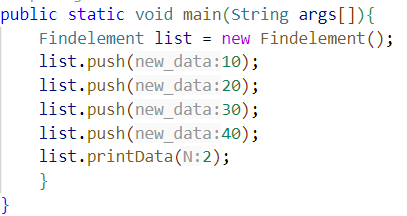 public static void main(String args[]){
Findelement list = new Findelement();
list.push(new_data:10);
list.push(new_data:20);
list.push(new_data:30);
list.push(new_data:40);
list.printData(N:2);
}
}